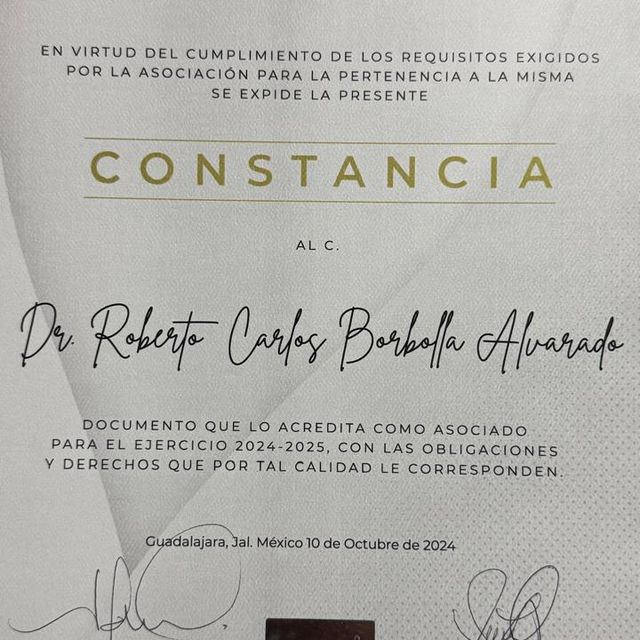 EN VIRTUD DEL CUMPLIMIENTO DE LOS REQUISITOS EXIGIDOS
POR LA ASOCIACIÓN PARA LA PERTENENCIA A LA MISMA
SE EXPIDE LA PRESENTE
CONSTANCIA
AL C.
Dr. Roberto Carlos Borbolla Alvarado
DOCUMENTO QUE LO ACREDITA COMO ASOCIADO
PARA EL EJERCICIO 2024-2025, CON LAS OBLIGACIONES
Y DERECHOS QUE POR TAL CALIDAD LE CORRESPONDEN.
Guadalajara, Jal. México 10 de Octubre de 2024